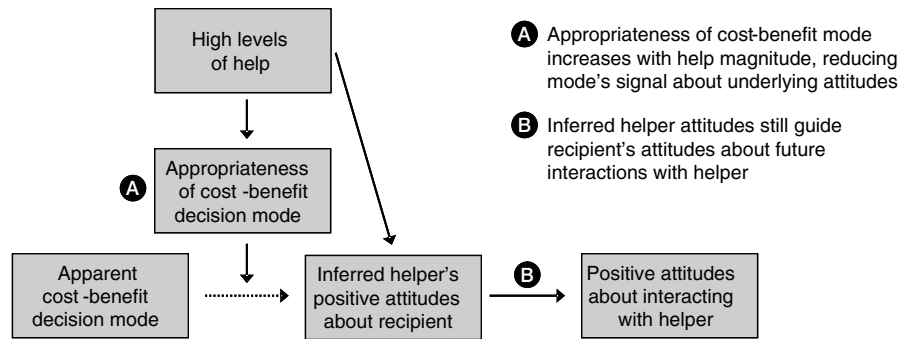 High levels
of help
A Appropriateness of cost-benefit mode
increases with help magnitude, reducing
mode's signal about underlying attitudes
B Inferred helper attitudes still guide
recipient's attitudes about future
interactions with helper
A
Appropriateness
of cost -benefit
decision mode
Apparent
cost -benefit
decision mode
Inferred helper's
positive attitudes
about recipient
B
Positive attitudes
about interacting
with helper